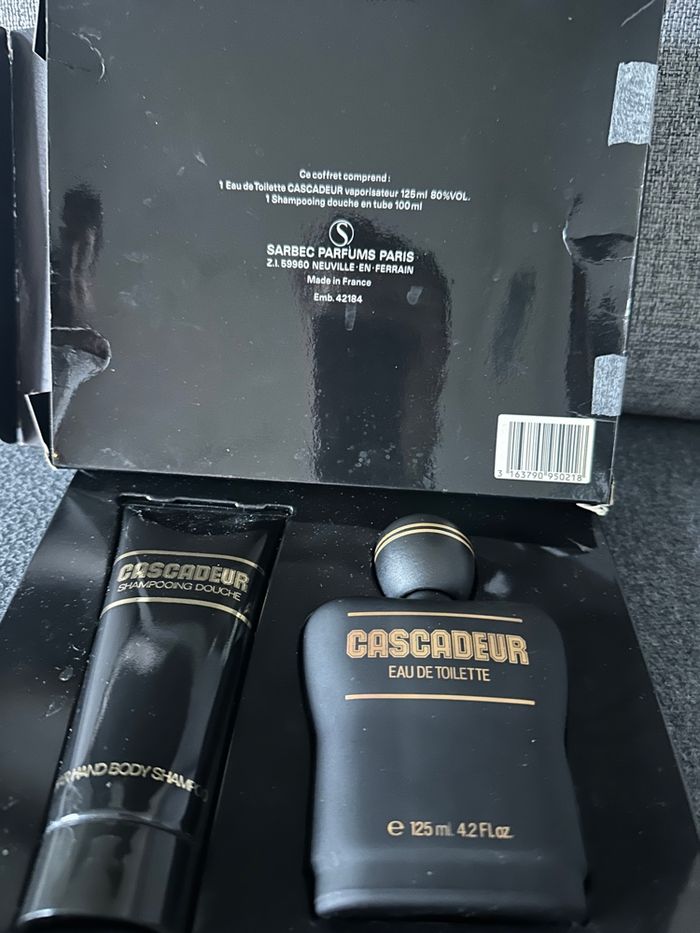 Ce coffret comprend :
1 Eau de Toilette CASCADEUR vaporisateur 125 ml 80%VOL.
1 Shampooing douche en tube 100 ml
S
SARBEC PARFUMS PARIS
Z.I. 59960 NEUVILLE-EN-FERRAIN
Made in France
Emb. 42184
3 163790 950218
CASCADEUR
SHAMPOOING DOUCHE
HAND BODY SHAMPOO
CASCADEUR
EAU DE TOILETTE
e 125 ml. 4.2 Fl.oz.